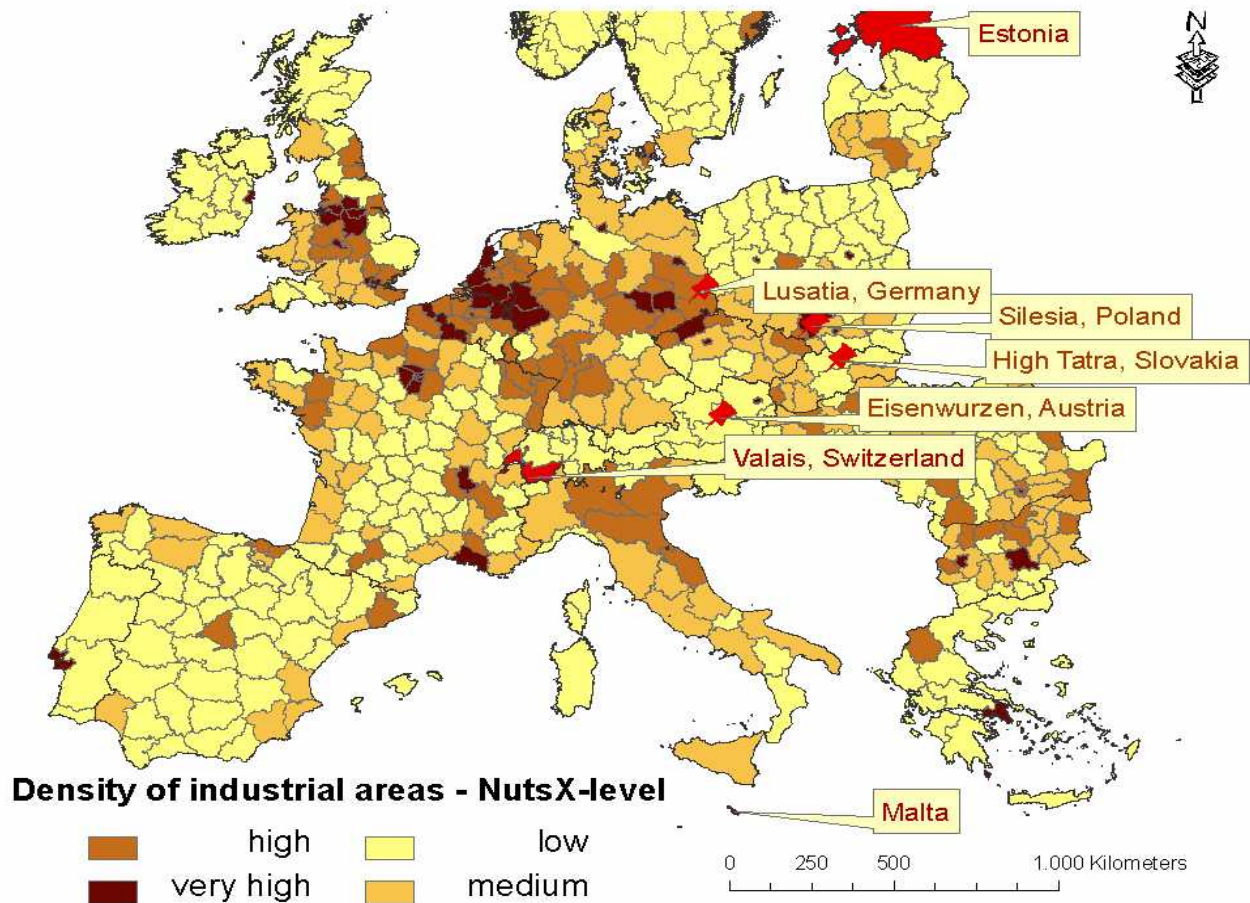 N
Estonia
Lusatia, Germany
Silesia, Poland
High Tatra, Slovakia
Eisenwurzen, Austria
Valais, Switzerland
Malta
Density of industrial areas - NutsX-level
high low
very high medium
0 250 500 1.000 Kilometers